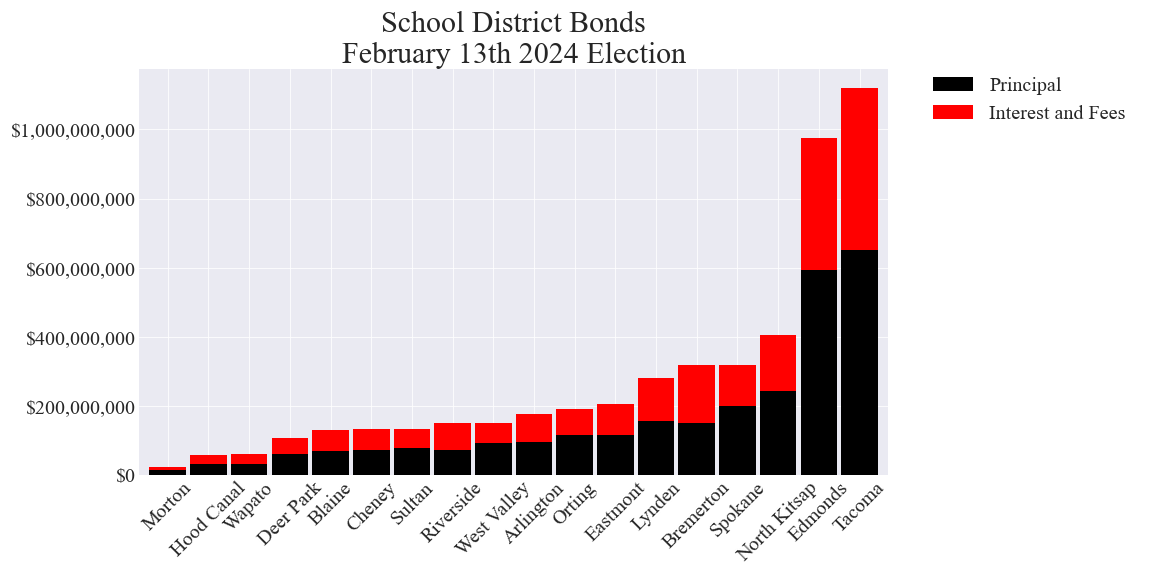 School District Bonds
February 13th 2024 Election
Principal
Interest and Fees
$1,000,000,000
$800,000,000
$600,000,000
$400,000,000
$200,000,000
$0
Morton
Hood Canal
Wapato
Deer Park
Blaine
Cheney
Sultan
Riverside
West Valley
Arlington
Orting
Eastmont
Lynden
Bremerton
Spokane
North Kitsap
Edmonds
Tacoma